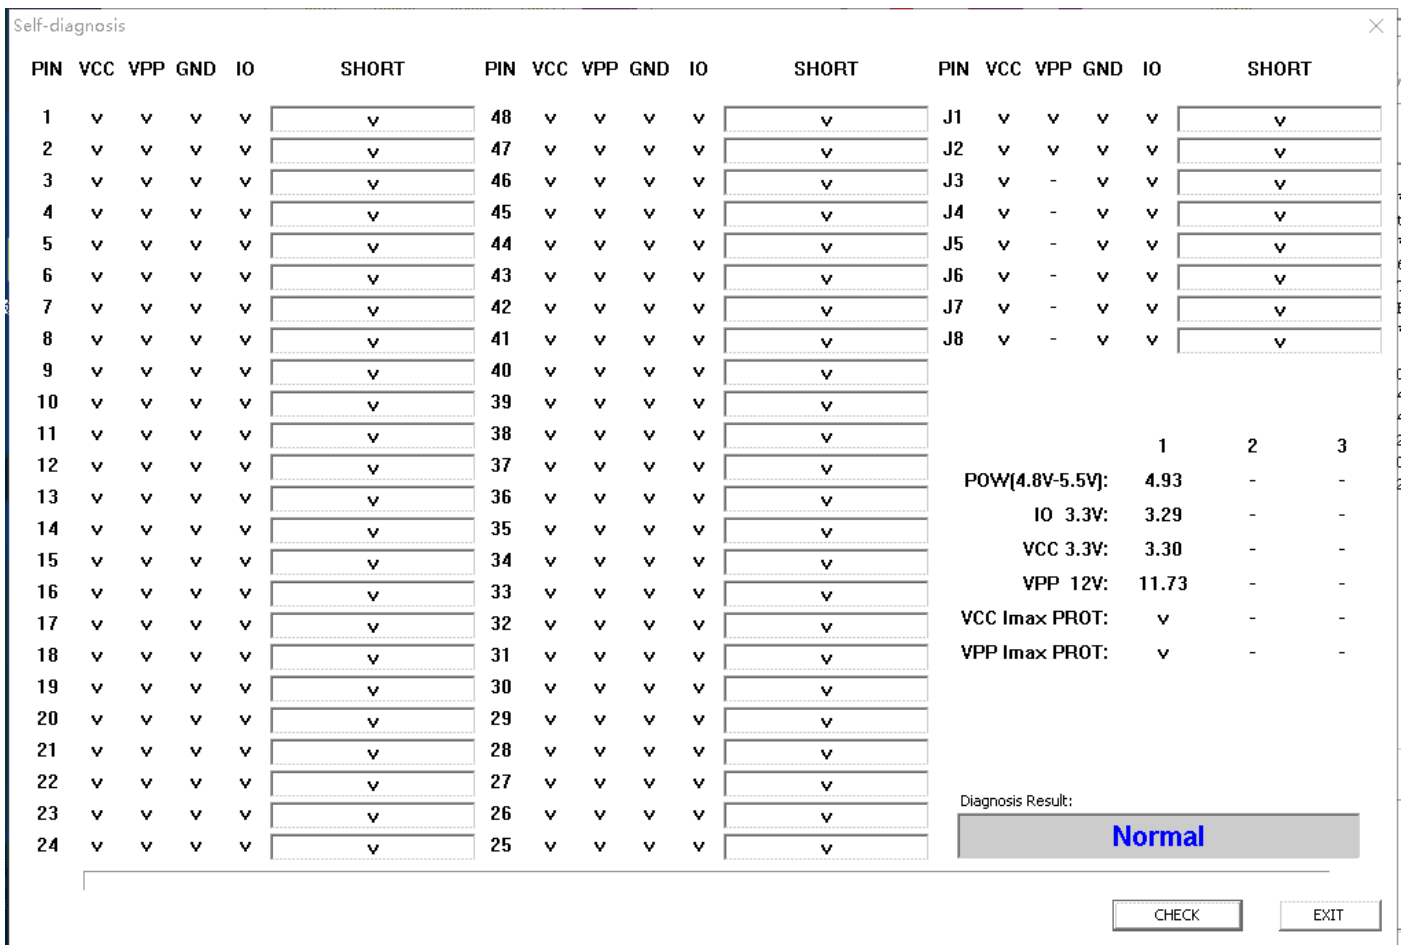 Self-diagnosis
PIN VCC VPP GND IO SHORT PIN VCC VPP GND IO SHORT PIN VCC VPP GND IO SHORT
1 v v v v v 48 v v v v v J1 v v v v v
2 v v v v v 47 v v v v v J2 v v v v v
3 v v v v v 46 v v v v v J3 v - v v v
4 v v v v v 45 v v v v v J4 v - v v v
5 v v v v v 44 v v v v v J5 v - v v v
6 v v v v v 43 v v v v v J6 v - v v v
7 v v v v v 42 v v v v v J7 v - v v v
8 v v v v v 41 v v v v v J8 v - v v v
9 v v v v v 40 v v v v v
10 v v v v v 39 v v v v v
11 v v v v v 38 v v v v v
1 2 3
12 v v v v v 37 v v v v v
POW(4.8V-5.5V): 4.93 - -
13 v v v v v 36 v v v v v
IO 3.3V: 3.29 - -
14 v v v v v 35 v v v v v
VCC 3.3V: 3.30 - -
15 v v v v v 34 v v v v v
VPP 12V: 11.73 - -
16 v v v v v 33 v v v v v
VCC Imax PROT: v - -
17 v v v v v 32 v v v v v
VPP Imax PROT: v - -
18 v v v v v 31 v v v v v
19 v v v v v 30 v v v v v
20 v v v v v 29 v v v v v
21 v v v v v 28 v v v v v
22 v v v v v 27 v v v v v
23 v v v v v 26 v v v v v
24 v v v v v 25 v v v v v
Diagnosis Result:
Normal
CHECK EXIT